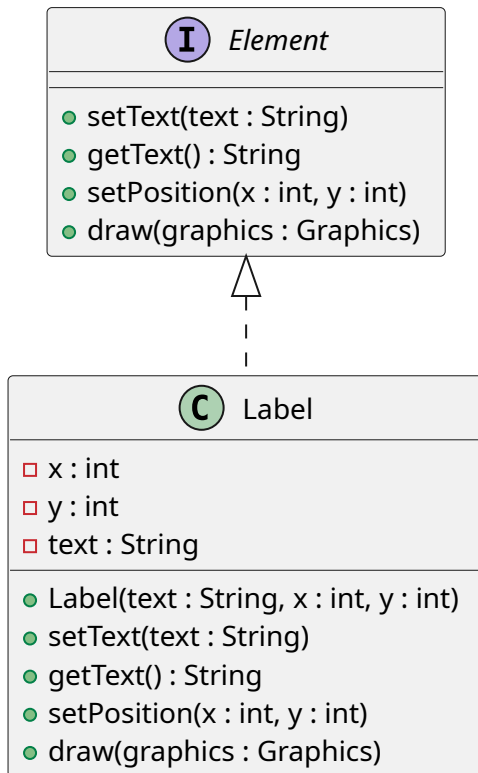 I Element
setText(text : String)
getText() : String
setPosition(x : int, y : int)
draw(graphics : Graphics)
C Label
x : int
y : int
text : String
Label(text : String, x : int, y : int)
setText(text : String)
getText() : String
setPosition(x : int, y : int)
draw(graphics : Graphics)